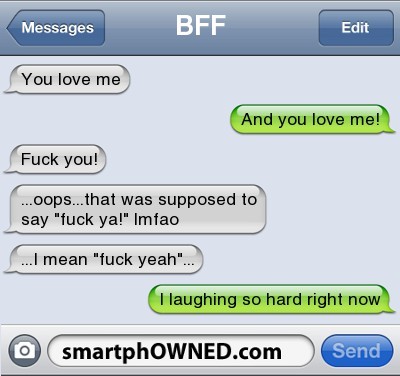 Messages
BFF
Edit
You love me
And you love me!
Fuck you!
...oops...that was supposed to
say "fuck ya!" lmfao
...I mean "fuck yeah"...
I laughing so hard right now
smartphOWNED.com
Send